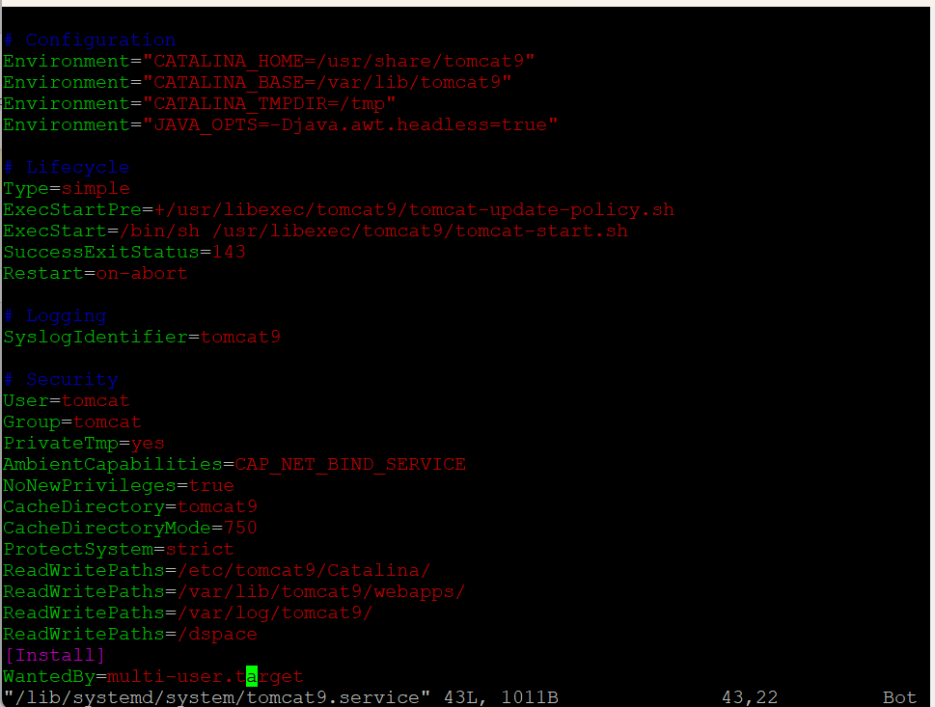 # Configuration
Environment="CATALINA_HOME=/usr/share/tomcat9"
Environment="CATALINA_BASE=/var/lib/tomcat9"
Environment="CATALINA_TMPDIR=/tmp"
Environment="JAVA_OPTS=-Djava.awt.headless=true"
# Lifecycle
Type=simple
ExecStartPre=+/usr/libexec/tomcat9/tomcat-update-policy.sh
ExecStart=/bin/sh /usr/libexec/tomcat9/tomcat-start.sh
SuccessExitStatus=143
Restart=on-abort
# Logging
SyslogIdentifier=tomcat9
# Security
User=tomcat
Group=tomcat
PrivateTmp=yes
AmbientCapabilities=CAP_NET_BIND_SERVICE
NoNewPrivileges=true
CacheDirectory=tomcat9
CacheDirectoryMode=750
ProtectSystem=strict
ReadWritePaths=/etc/tomcat9/Catalina/
ReadWritePaths=/var/lib/tomcat9/webapps/
ReadWritePaths=/var/log/tomcat9/
ReadWritePaths=/dspace
[Install]
WantedBy=multi-user.target
"/lib/systemd/system/tomcat9.service" 43L, 1011B 43,22 Bot